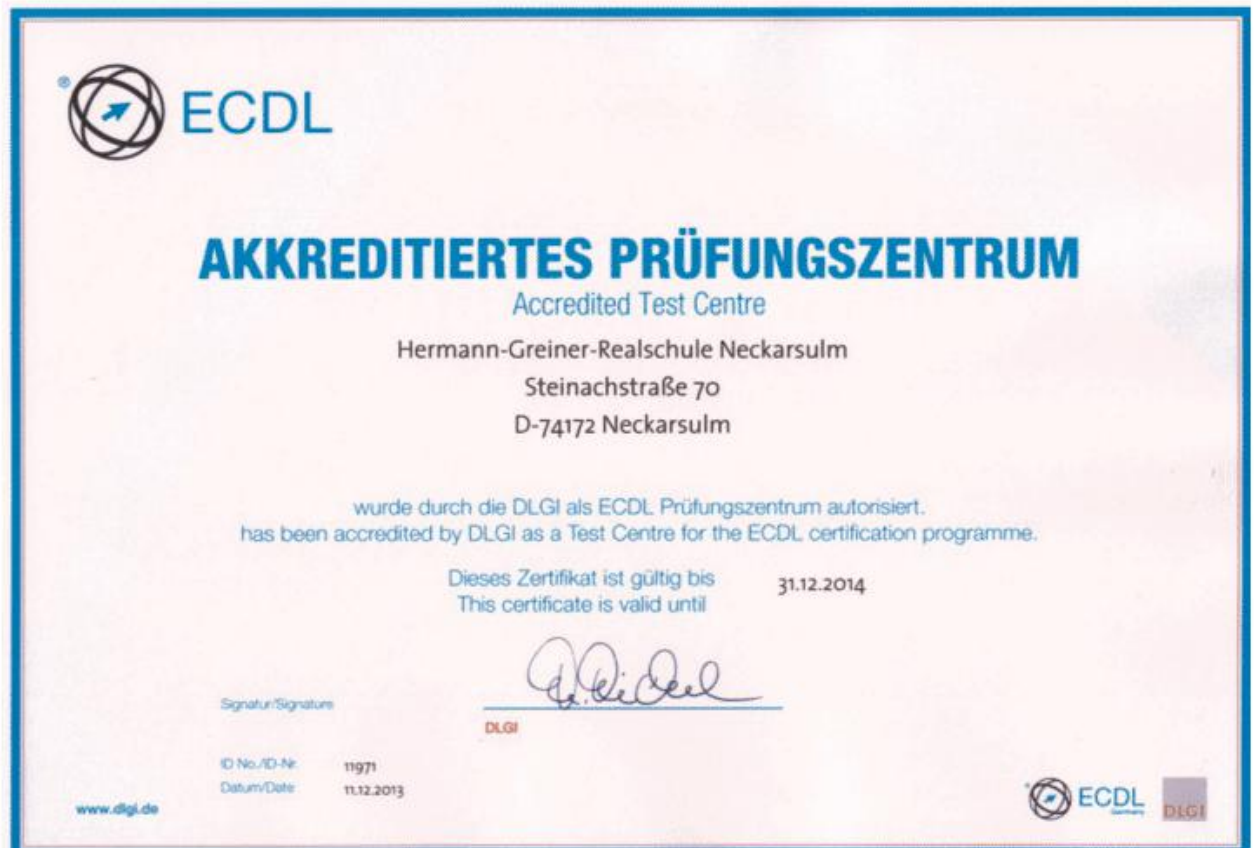 ® ECDL
AKKREDITIERTES PRÜFUNGSZENTRUM
Accredited Test Centre
Hermann-Greiner-Realschule Neckarsulm
Steinachstraße 70
D-74172 Neckarsulm
wurde durch die DLGI als ECDL Prüfungszentrum autorisiert.
has been accredited by DLGI as a Test Centre for the ECDL certification programme.
Dieses Zertifikat ist gültig bis 31.12.2014
This certificate is valid until
Signatur/Signature
DLGI
ID No./ID-Nr. 11971
Datum/Date 11.12.2013
www.dlgi.de
ECDL
Germany
DLGI